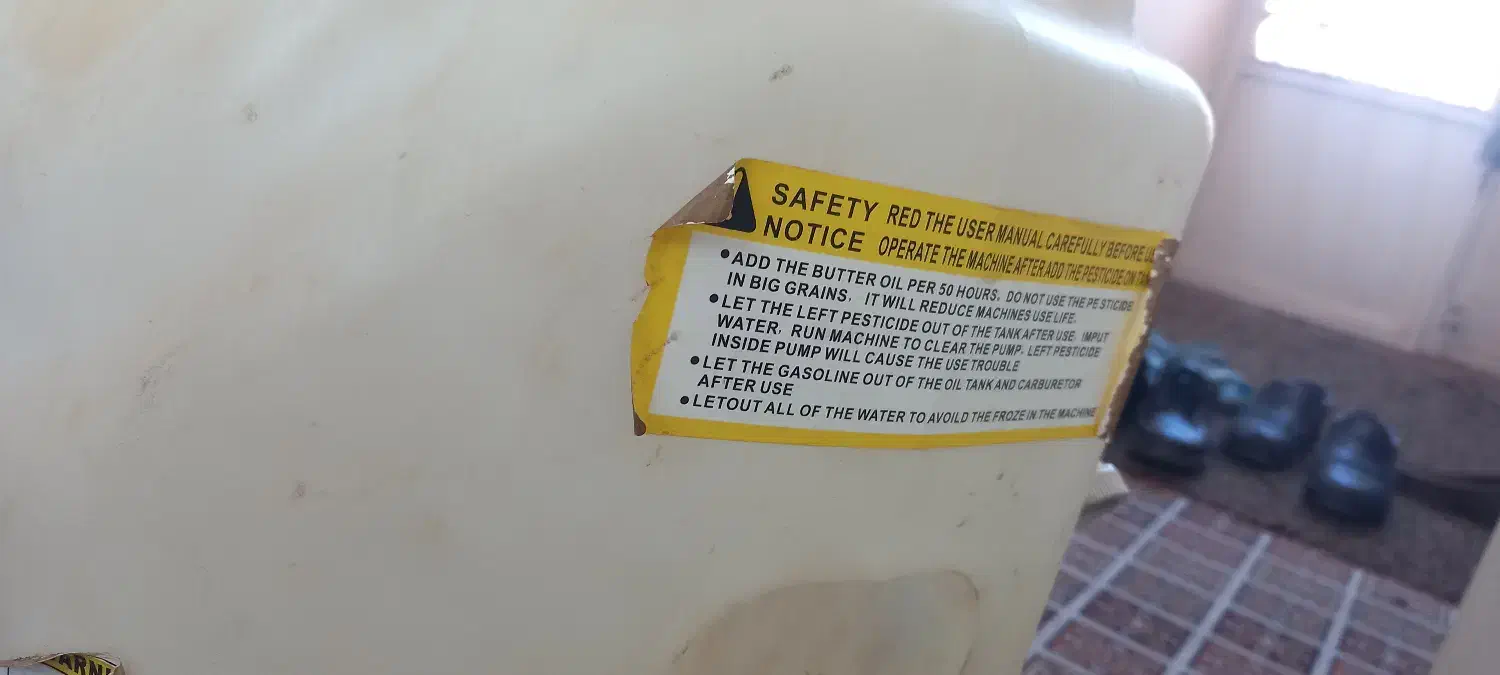 SAFETY NOTICE
RED THE USER MANUAL CAREFULLY BEFORE
OPERATE THE MACHINE AFTER ADD THE PESTICIDE ON
•ADD THE BUTTER OIL PER 50 HOURS. DO NOT USE THE PESTICIDE
IN BIG GRAINS. IT WILL REDUCE MACHINES USE LIFE.
•LET THE LEFT PESTICIDE OUT OF THE TANK AFTER USE. IMPUT
WATER. RUN MACHINE TO CLEAR THE PUMP. LEFT PESTICIDE
INSIDE PUMP WILL CAUSE THE USE TROUBLE
•LET THE GASOLINE OUT OF THE OIL TANK AND CARBURETOR
AFTER USE
•LETOUT ALL OF THE WATER TO AVOILD THE FROZE IN THE MACHINE